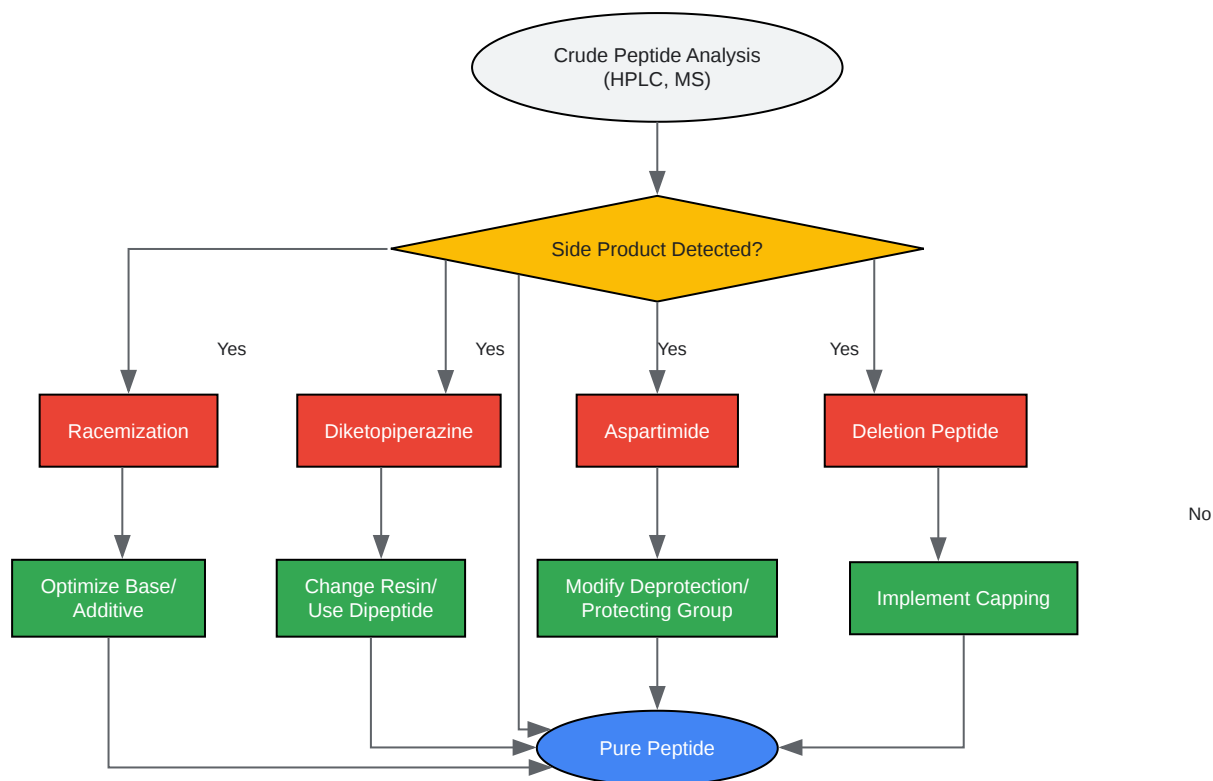 Crude Peptide Analysis
(HPLC, MS)
Side Product Detected?
Yes
Yes
Yes
Yes
Racemization
Diketopiperazine
Aspartimide
Deletion Peptide
No
Optimize Base/
Additive
Change Resin/
Use Dipeptide
Modify Deprotection/
Protecting Group
Implement Capping
Pure Peptide